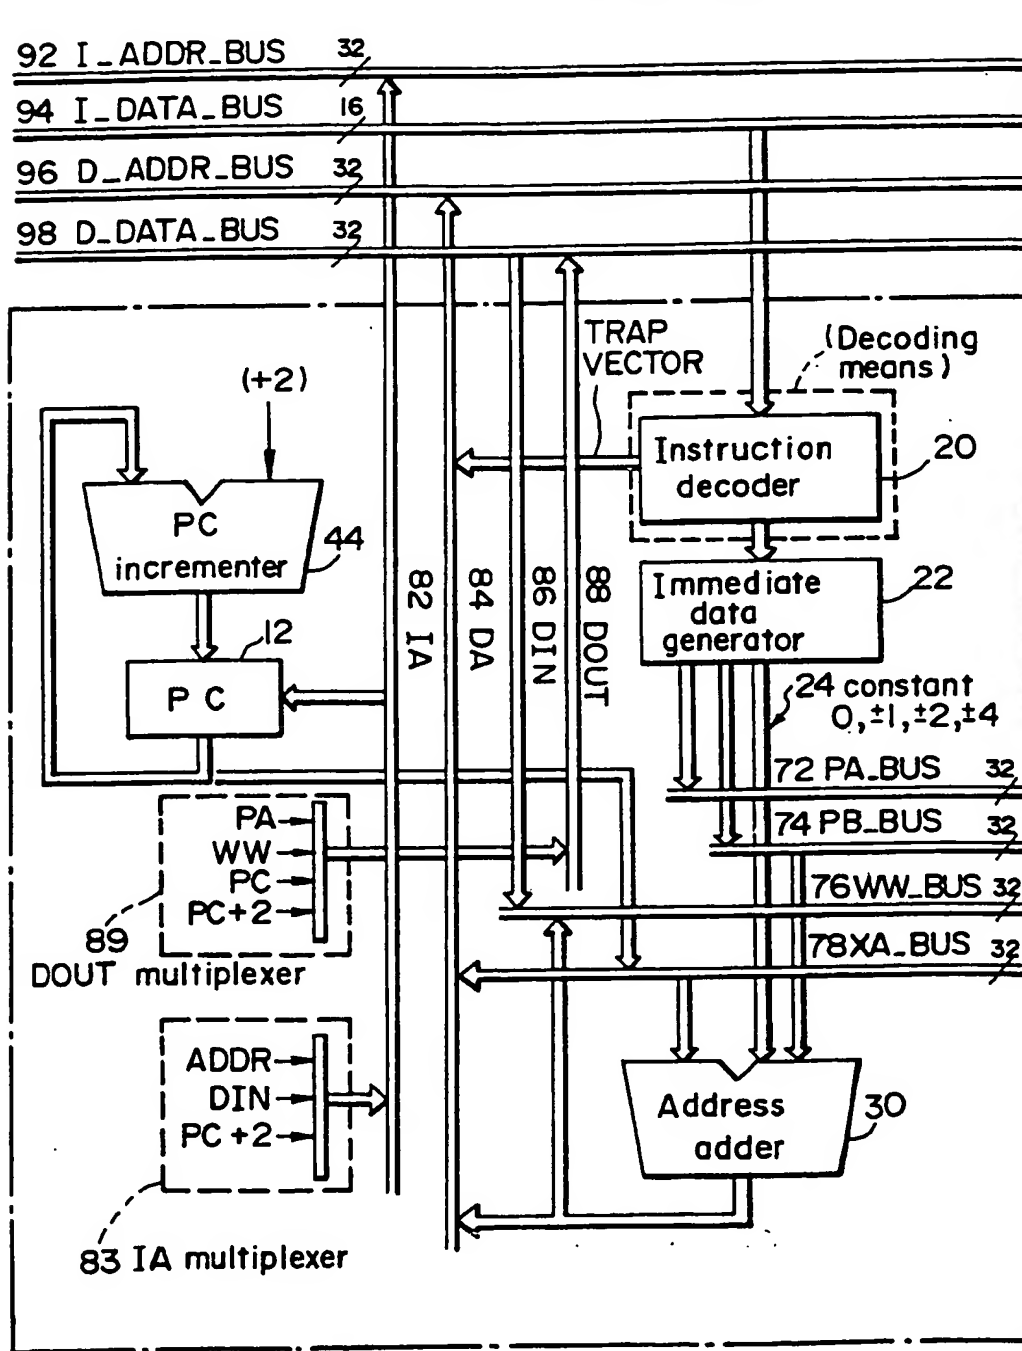 92 I_ADDR_BUS 32
94 I_DATA_BUS 16
96 D_ADDR_BUS 32
98 D_DATA_BUS 32
TRAP
VECTOR
(Decoding
means)
(+2)
Instruction
decoder
20
PC
incrementer
44
Immediate
data
generator
22
82 IA
84 DA
86 DIN
88 DOUT
12
PC
24 constant
0,±1,±2,±4
72 PA_BUS 32
74 PB_BUS 32
76 WW_BUS 32
78 XA_BUS 32
PA
WW
PC
PC+2
89
DOUT multiplexer
ADDR
DIN
PC+2
83 IA multiplexer
Address
adder
30